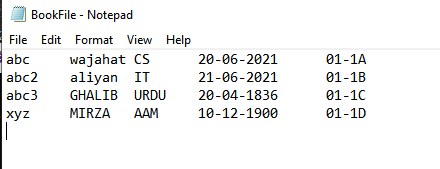 BookFile - Notepad
File Edit Format View Help
abc wajahat CS 20-06-2021 01-1A
abc2 aliyan IT 21-06-2021 01-1B
abc3 GHALIB URDU 20-04-1836 01-1C
xyz MIRZA AAM 10-12-1900 01-1D